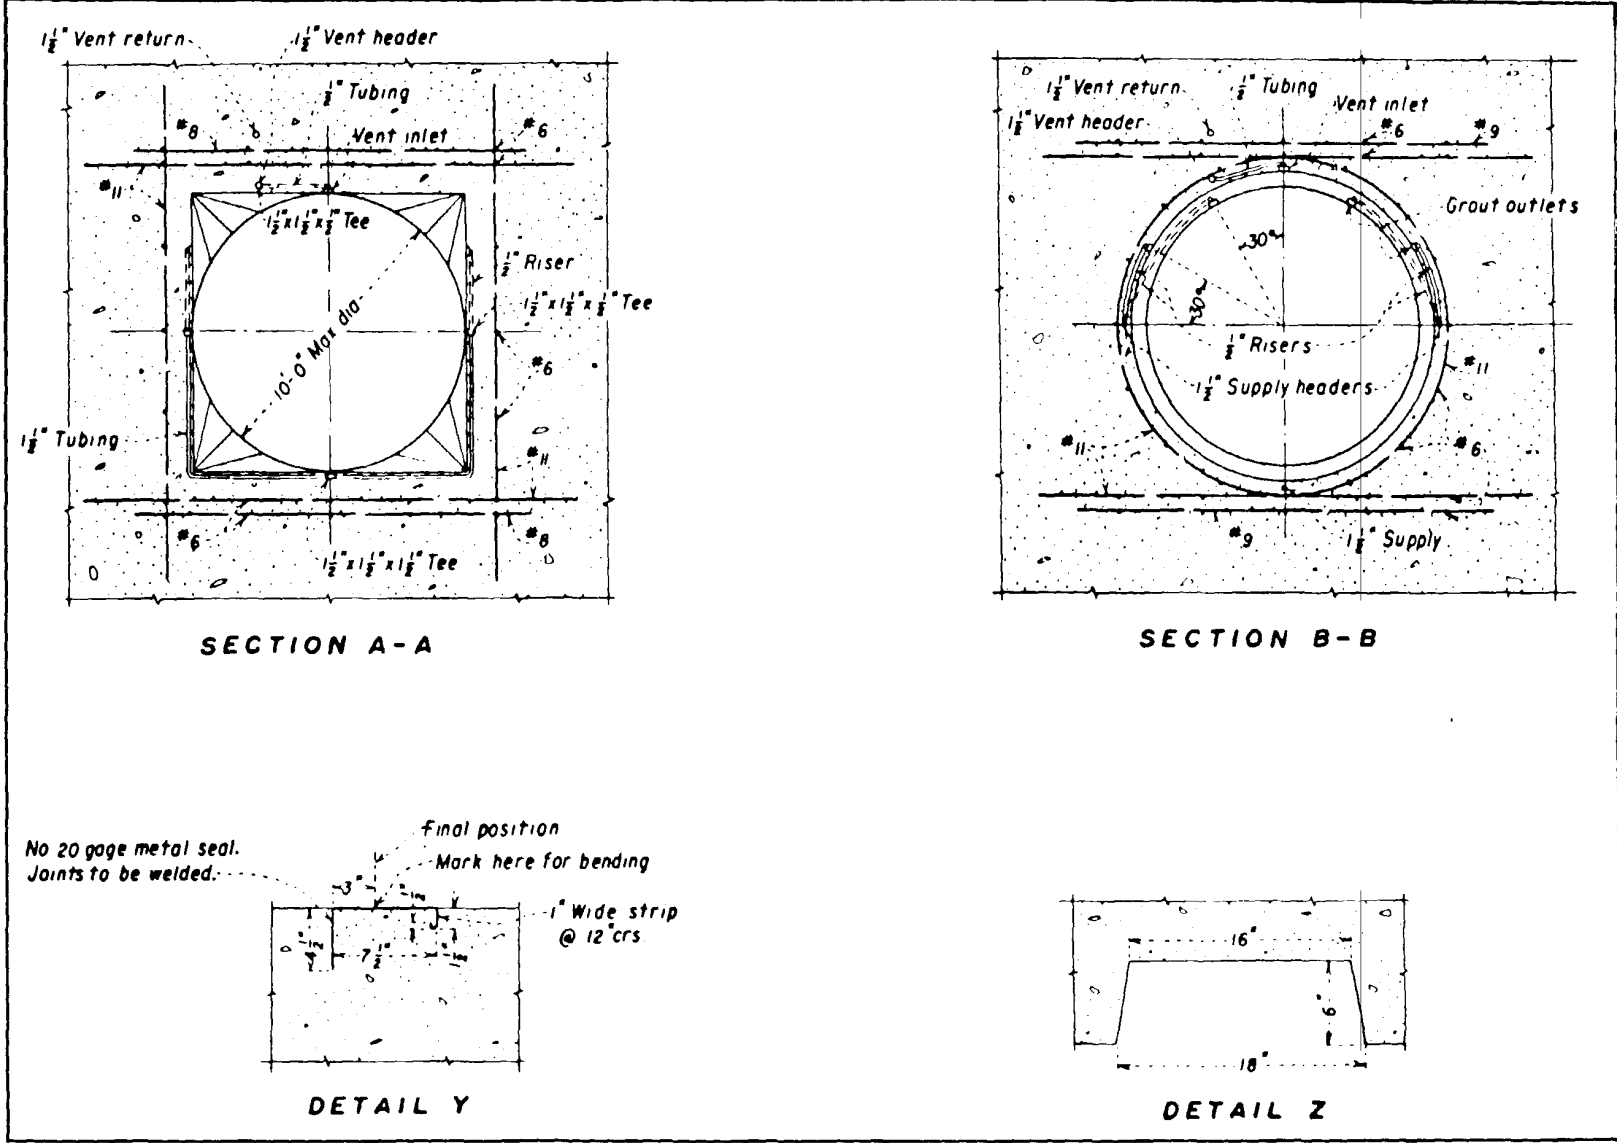 1½" Vent return
1½" Vent header
½" Tubing
#8
Vent inlet
#6
#11
1½"x1½"x½" Tee
½" Riser
1½"x1½"x½" Tee
10'-0" Max dia
#6
1½" Tubing
#11
#6
#8
1½"x1½"x1½" Tee
SECTION A-A
1½" Vent return
½" Tubing
Vent inlet
1½" Vent header
#6
#9
Grout outlets
30°
30°
½" Risers
#11
1½" Supply headers
#11
#6
#9
1½" Supply
SECTION B-B
Final position
No 20 gage metal seal.
Mark here for bending
Joints to be welded.
3"
½"
1" Wide strip
@ 12" crs
4½"
7½"
½"
DETAIL Y
16"
6"
18"
DETAIL Z